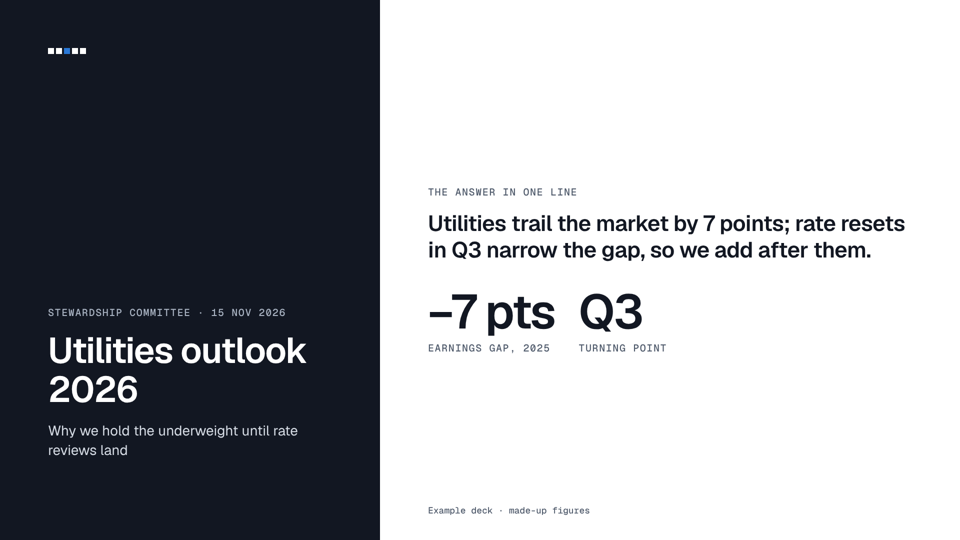 STEWARDSHIP COMMITTEE · 15 NOV 2026
Utilities outlook
2026
Why we hold the underweight until rate
reviews land
THE ANSWER IN ONE LINE
Utilities trail the market by 7 points; rate resets
in Q3 narrow the gap, so we add after them.
–7 pts Q3
EARNINGS GAP, 2025 TURNING POINT
Example deck · made-up figures